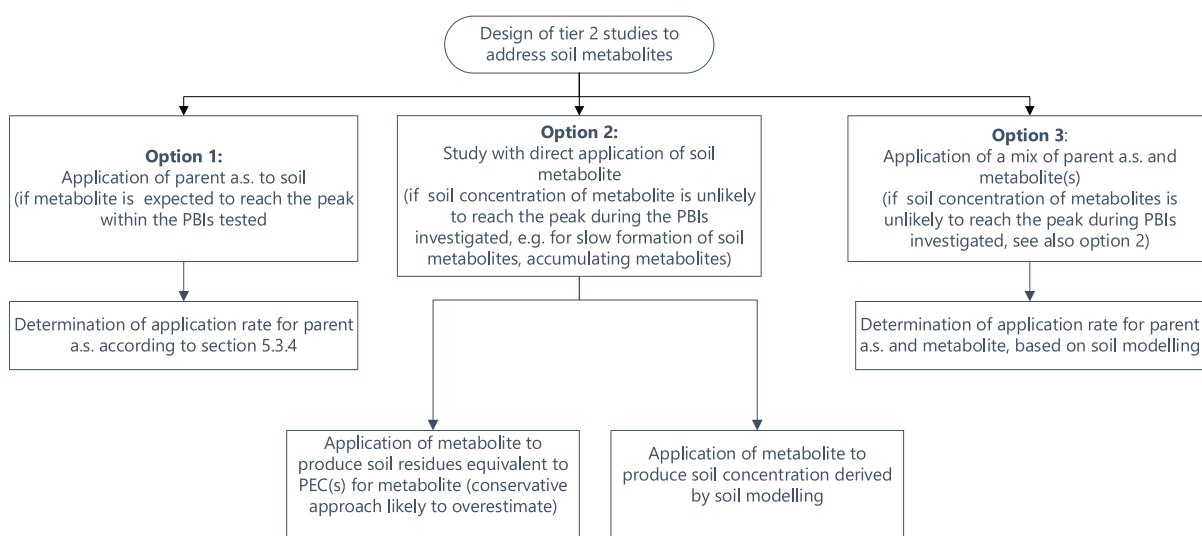 Design of tier 2 studies to
address soil metabolites
Option 1:
Application of parent a.s. to soil
(if metabolite is expected to reach the peak
within the PBIs tested
Option 2:
Study with direct application of soil
metabolite
(if soil concentration of metabolite is unlikely
to reach the peak during the PBIs
investigated, e.g. for slow formation of soil
metabolites, accumulating metabolites)
Option 3:
Application of a mix of parent a.s. and
metabolite(s)
(if soil concentration of metabolites is
unlikely to reach the peak during PBIs
investigated, see also option 2)
Determination of application rate for parent
a.s. according to section 5.3.4
Determination of application rate for parent
a.s. and metabolite, based on soil modelling
Application of metabolite to
produce soil residues equivalent to
PEC(s) for metabolite (conservative
approach likely to overestimate)
Application of metabolite to
produce soil concentration derived
by soil modelling